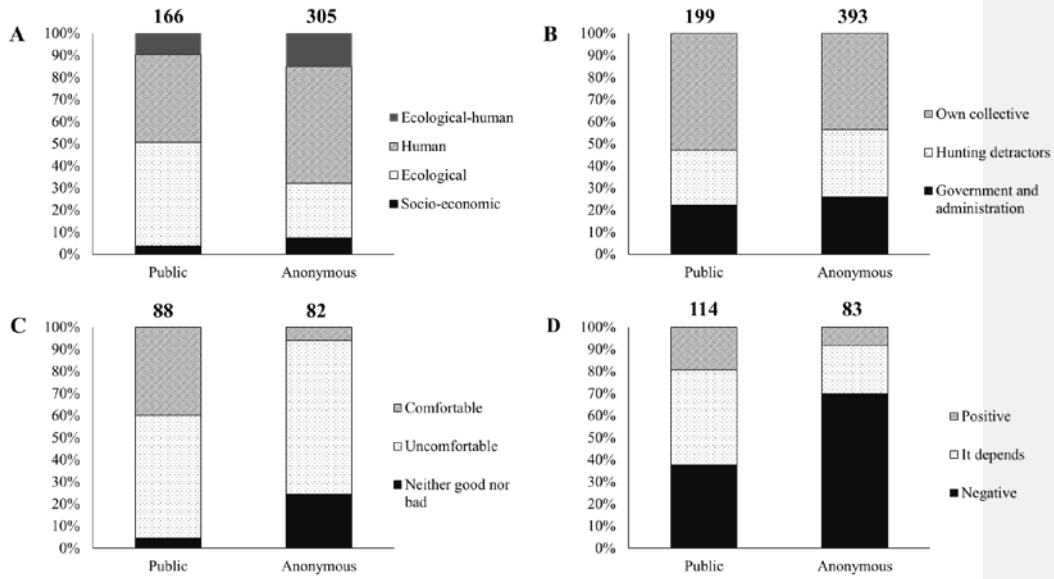 A
166 305
100%
90%
80%
70%
60%
50%
40%
30%
20%
10%
0%
Public Anonymous
Ecological-human
Human
Ecological
Socio-economic
B
199 393
100%
90%
80%
70%
60%
50%
40%
30%
20%
10%
0%
Public Anonymous
Own collective
Hunting detractors
Government and
administration
C
88 82
100%
90%
80%
70%
60%
50%
40%
30%
20%
10%
0%
Public Anonymous
Comfortable
Uncomfortable
Neither good nor
bad
D
114 83
100%
90%
80%
70%
60%
50%
40%
30%
20%
10%
0%
Public Anonymous
Positive
It depends
Negative